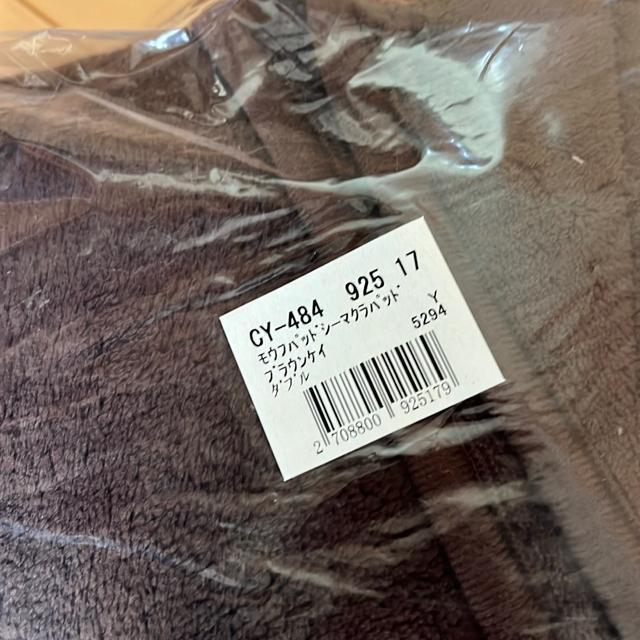 CY-484 925 17
モウフパッドシーマクラパッド
ブラウンケイ Y
ダブル 5294
2 708800 925179